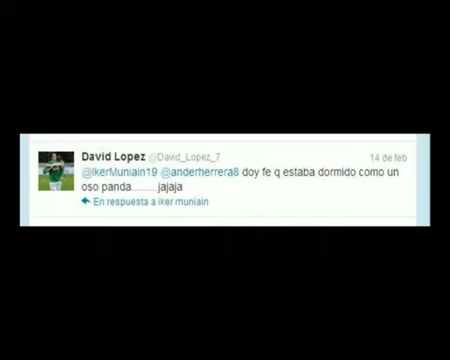 David Lopez @David_Lopez_7 14 de feb
@IkerMuniain19 @anderherrera8 doy fe q estaba dormido como un
oso panda.........jajaja
En respuesta a iker muniain